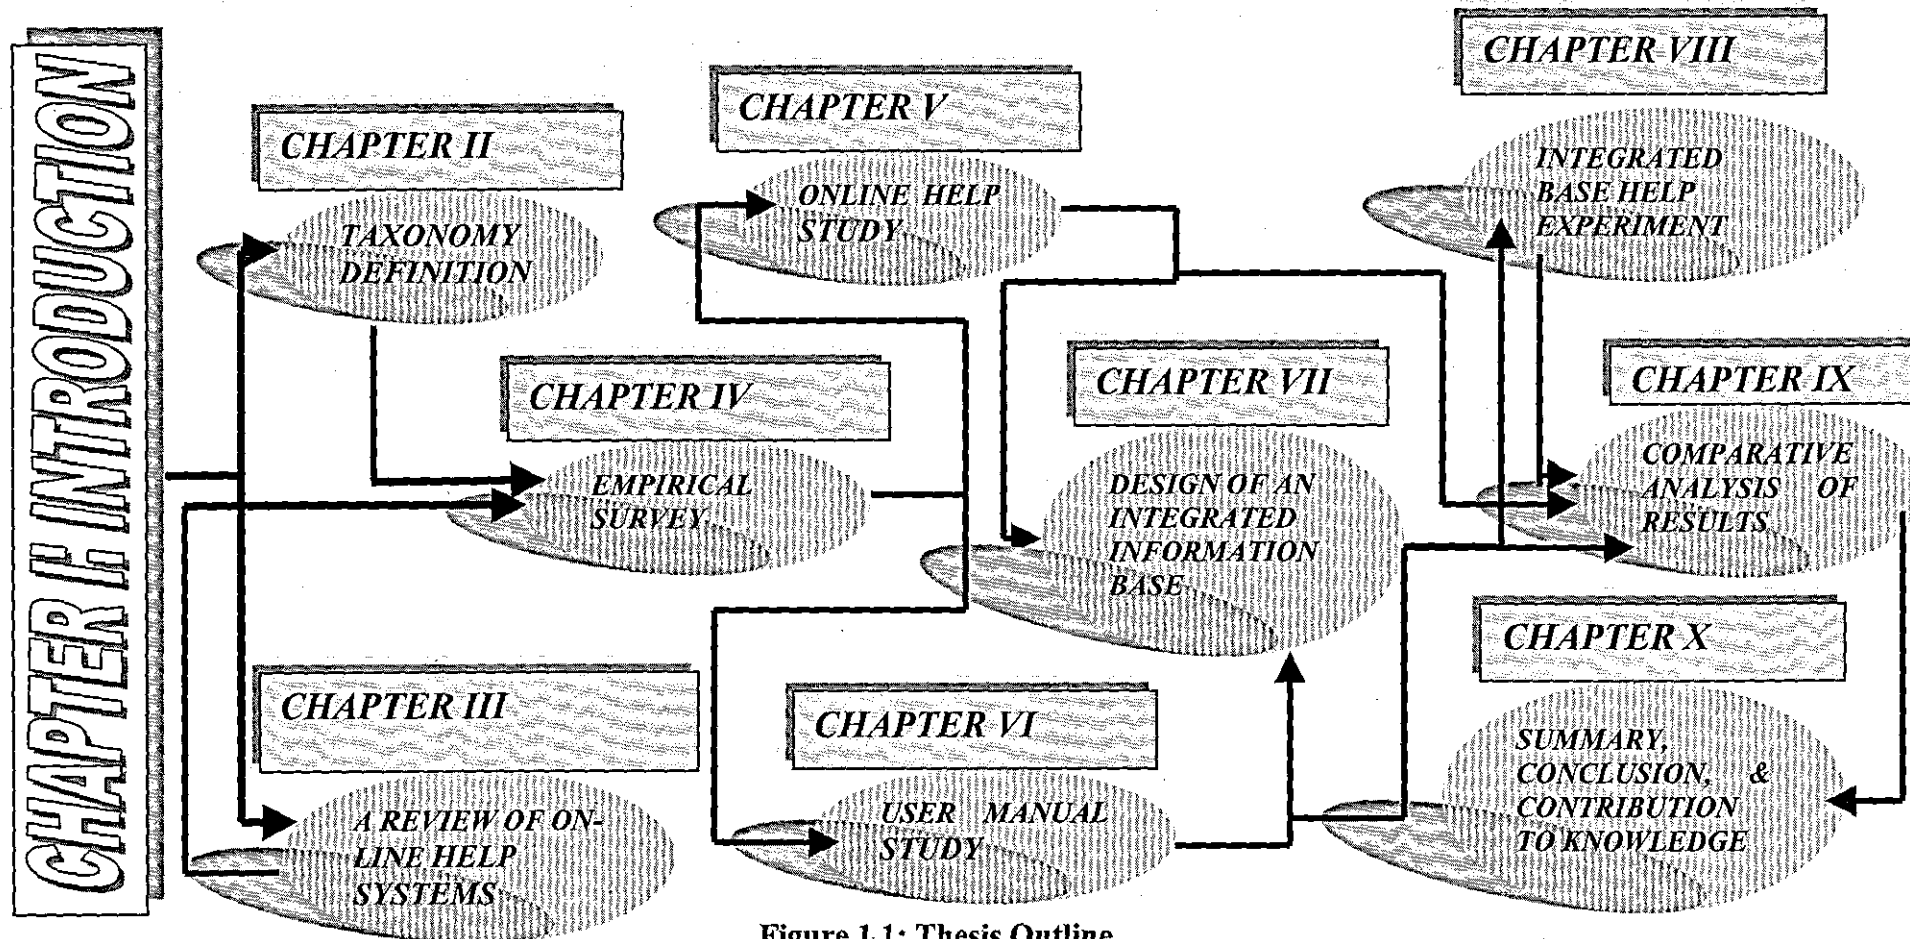 CHAPTER I: INTRODUCTION
CHAPTER II
TAXONOMY
DEFINITION
CHAPTER III
A REVIEW OF ON-
LINE HELP
SYSTEMS
CHAPTER IV
EMPIRICAL
SURVEY
CHAPTER V
ONLINE HELP
STUDY
CHAPTER VI
USER MANUAL
STUDY
CHAPTER VII
DESIGN OF AN
INTEGRATED
INFORMATION
BASE
CHAPTER VIII
INTEGRATED
BASE HELP
EXPERIMENT
CHAPTER IX
COMPARATIVE
ANALYSIS OF
RESULTS
CHAPTER X
SUMMARY,
CONCLUSION, &
CONTRIBUTION
TO KNOWLEDGE
Figure 1.1: Thesis Outline